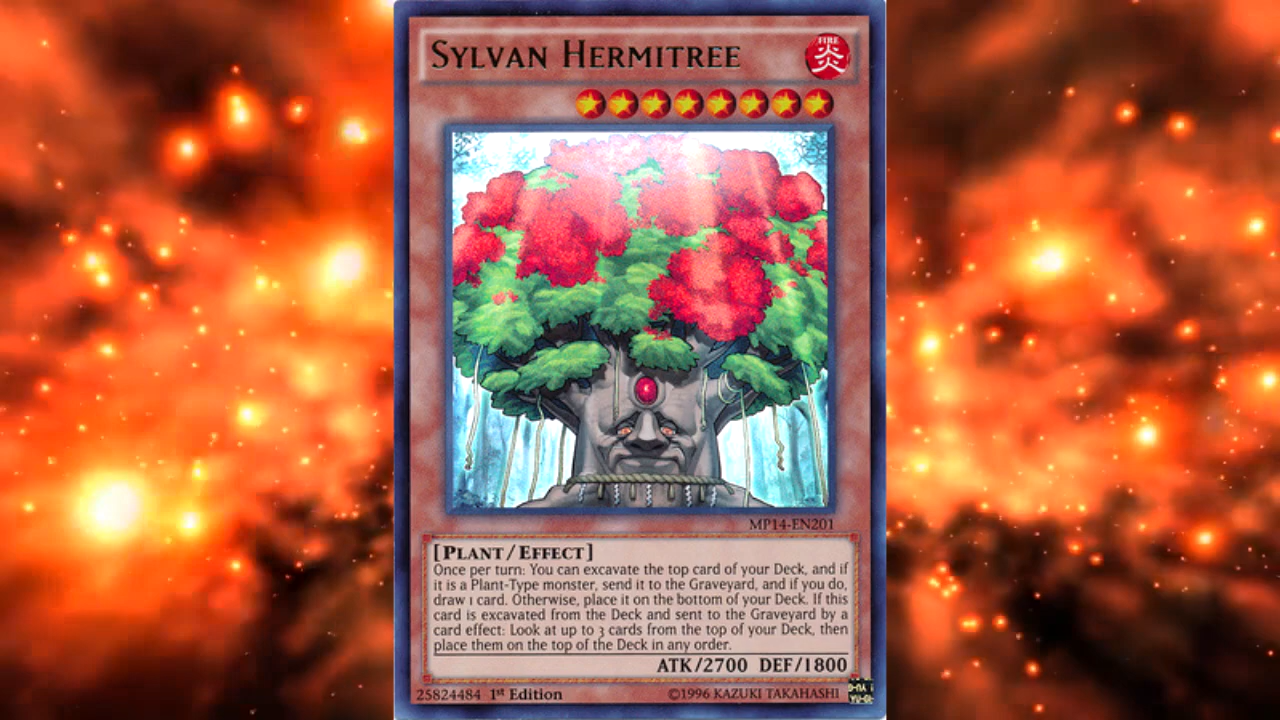 SYLVAN HERMITREE
FIRE
炎
MP14-EN201
[PLANT/EFFECT]
Once per turn: You can excavate the top card of your Deck, and if
it is a Plant-Type monster, send it to the Graveyard, and if you do,
draw 1 card. Otherwise, place it on the bottom of your Deck. If this
card is excavated from the Deck and sent to the Graveyard by a
card effect: Look at up to 3 cards from the top of your Deck, then
place them on the top of the Deck in any order.
ATK/2700 DEF/1800
25824484 1st Edition ©1996 KAZUKI TAKAHASHI